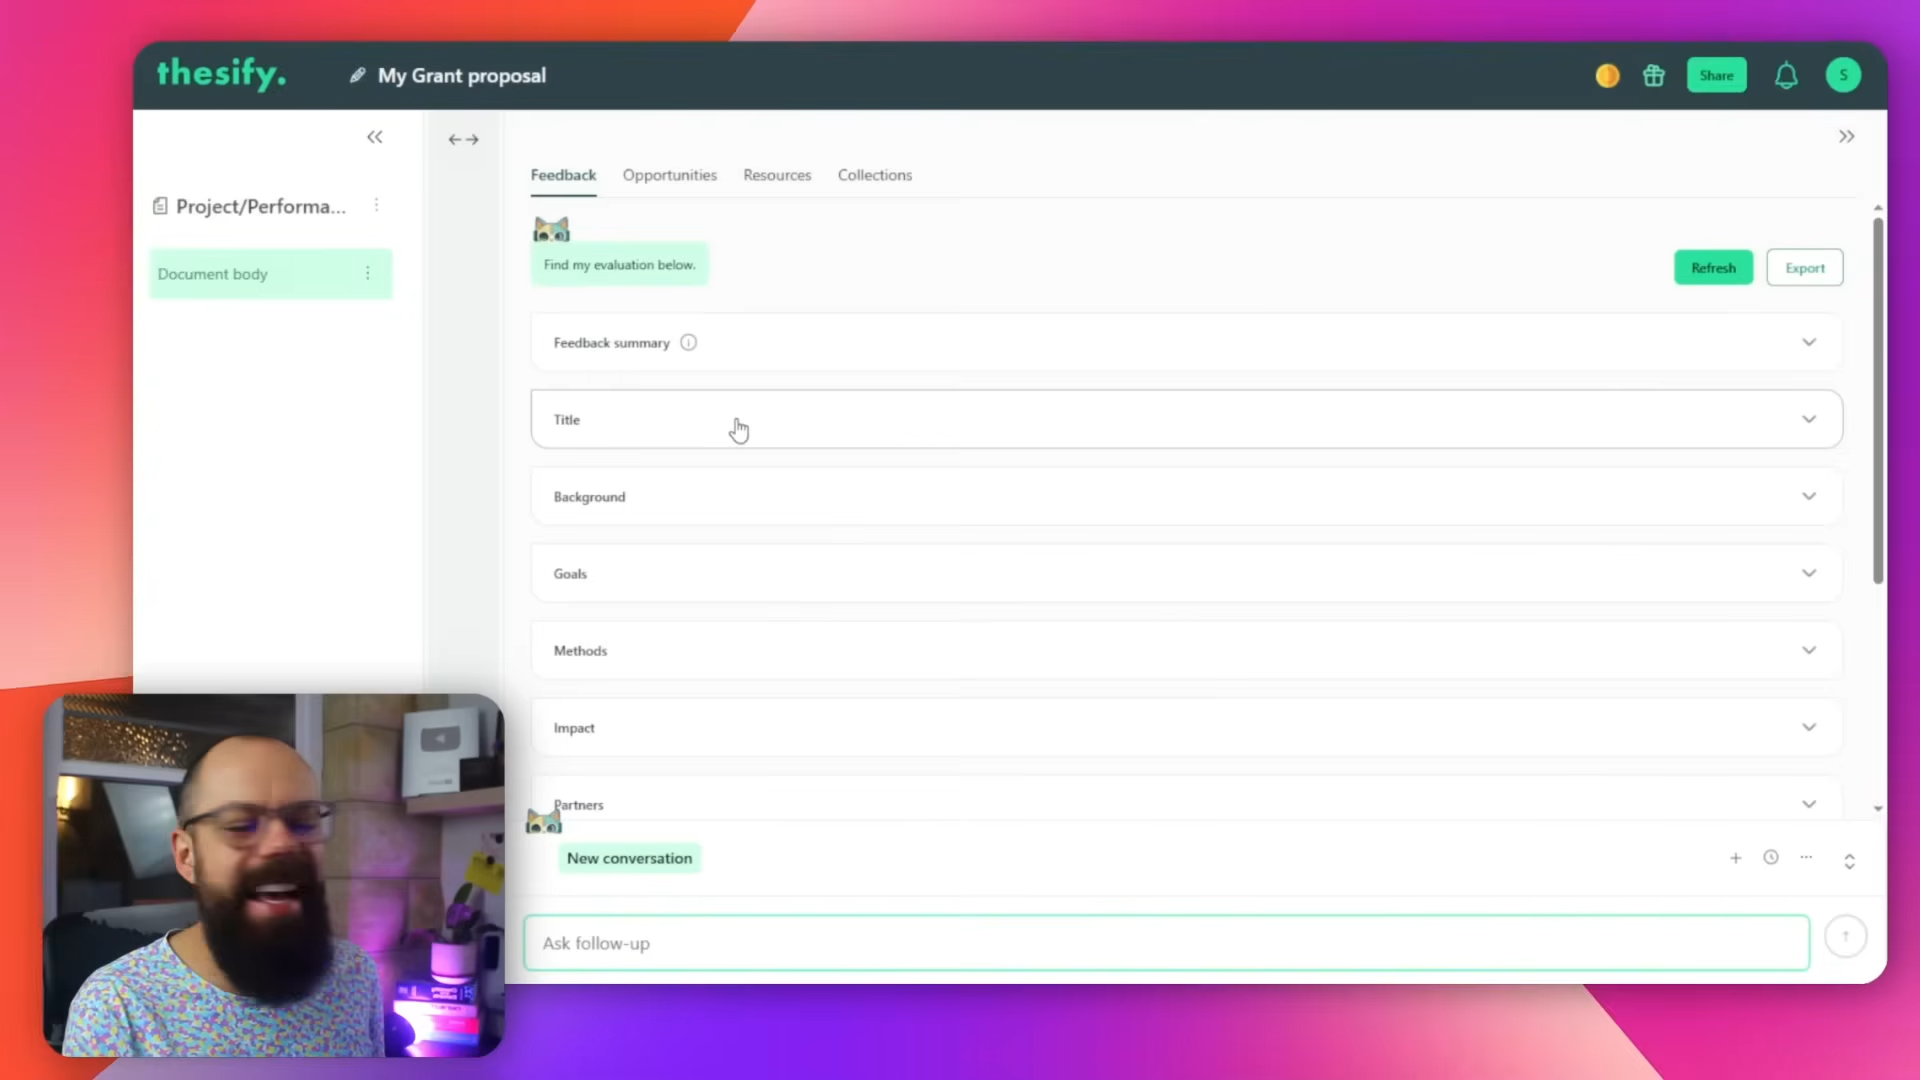 thesify.
My Grant proposal
Share
S
Project/Performa...
Document body
Feedback
Opportunities
Resources
Collections
Find my evaluation below.
Refresh
Export
Feedback summary
Title
Background
Goals
Methods
Impact
Partners
New conversation
Ask follow-up